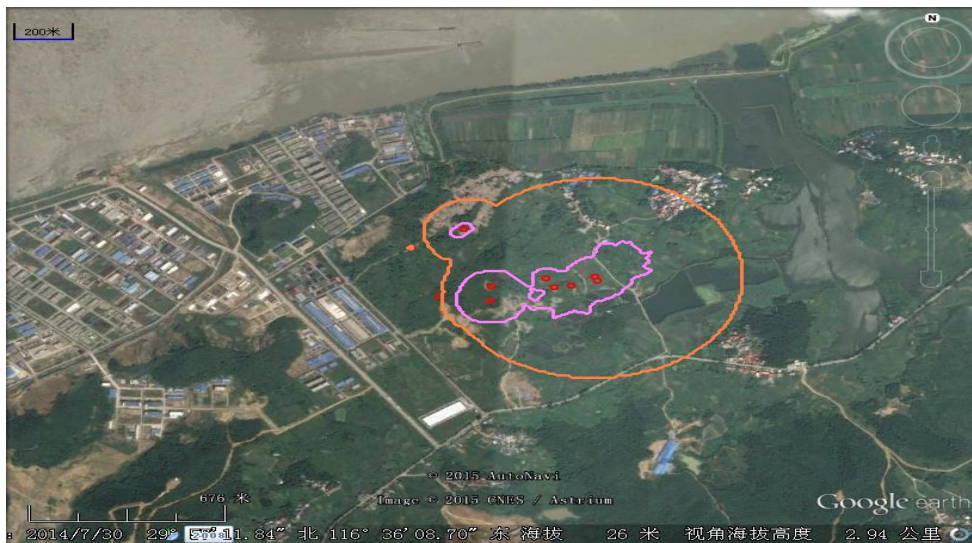 N
200米
© 2015 AutoNavi
676 米
Image © 2015 CNES / Astrium
Google earth
2014/7/30 29° 11.84" 北 116° 36'08.70" 东 海拔 26 米 视角海拔高度 2.94 公里